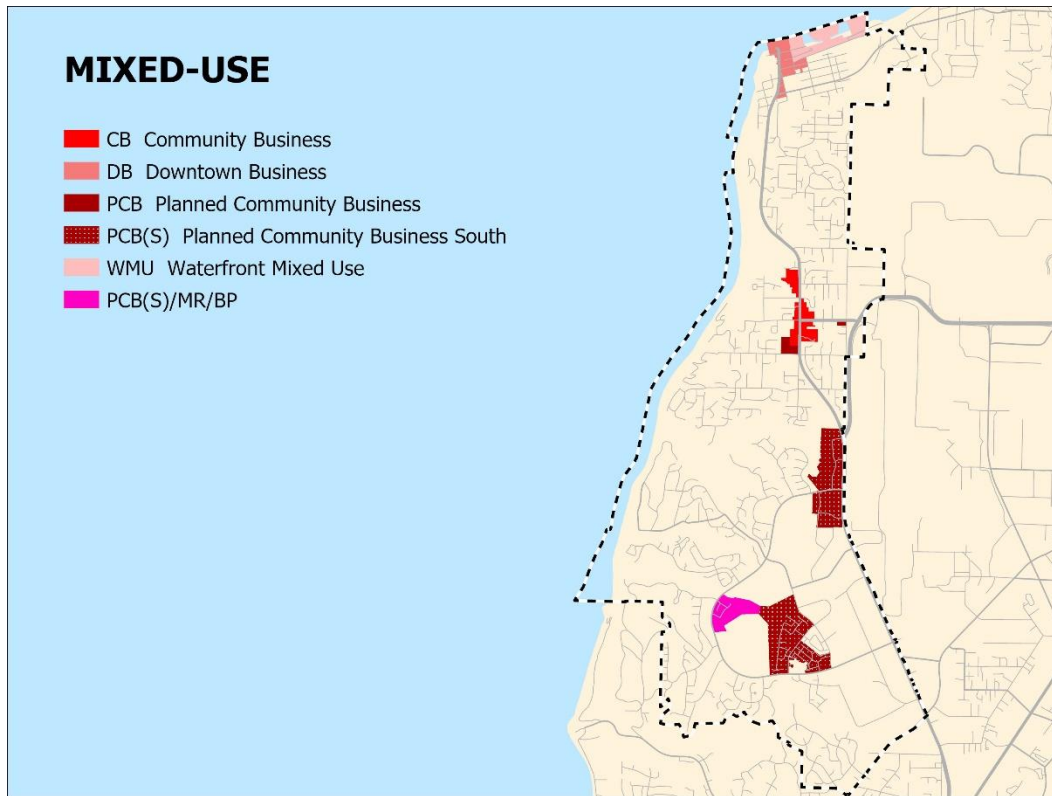 MIXED-USE
CB Community Business
DB Downtown Business
PCB Planned Community Business
PCB(S) Planned Community Business South
WMU Waterfront Mixed Use
PCB(S)/MR/BP